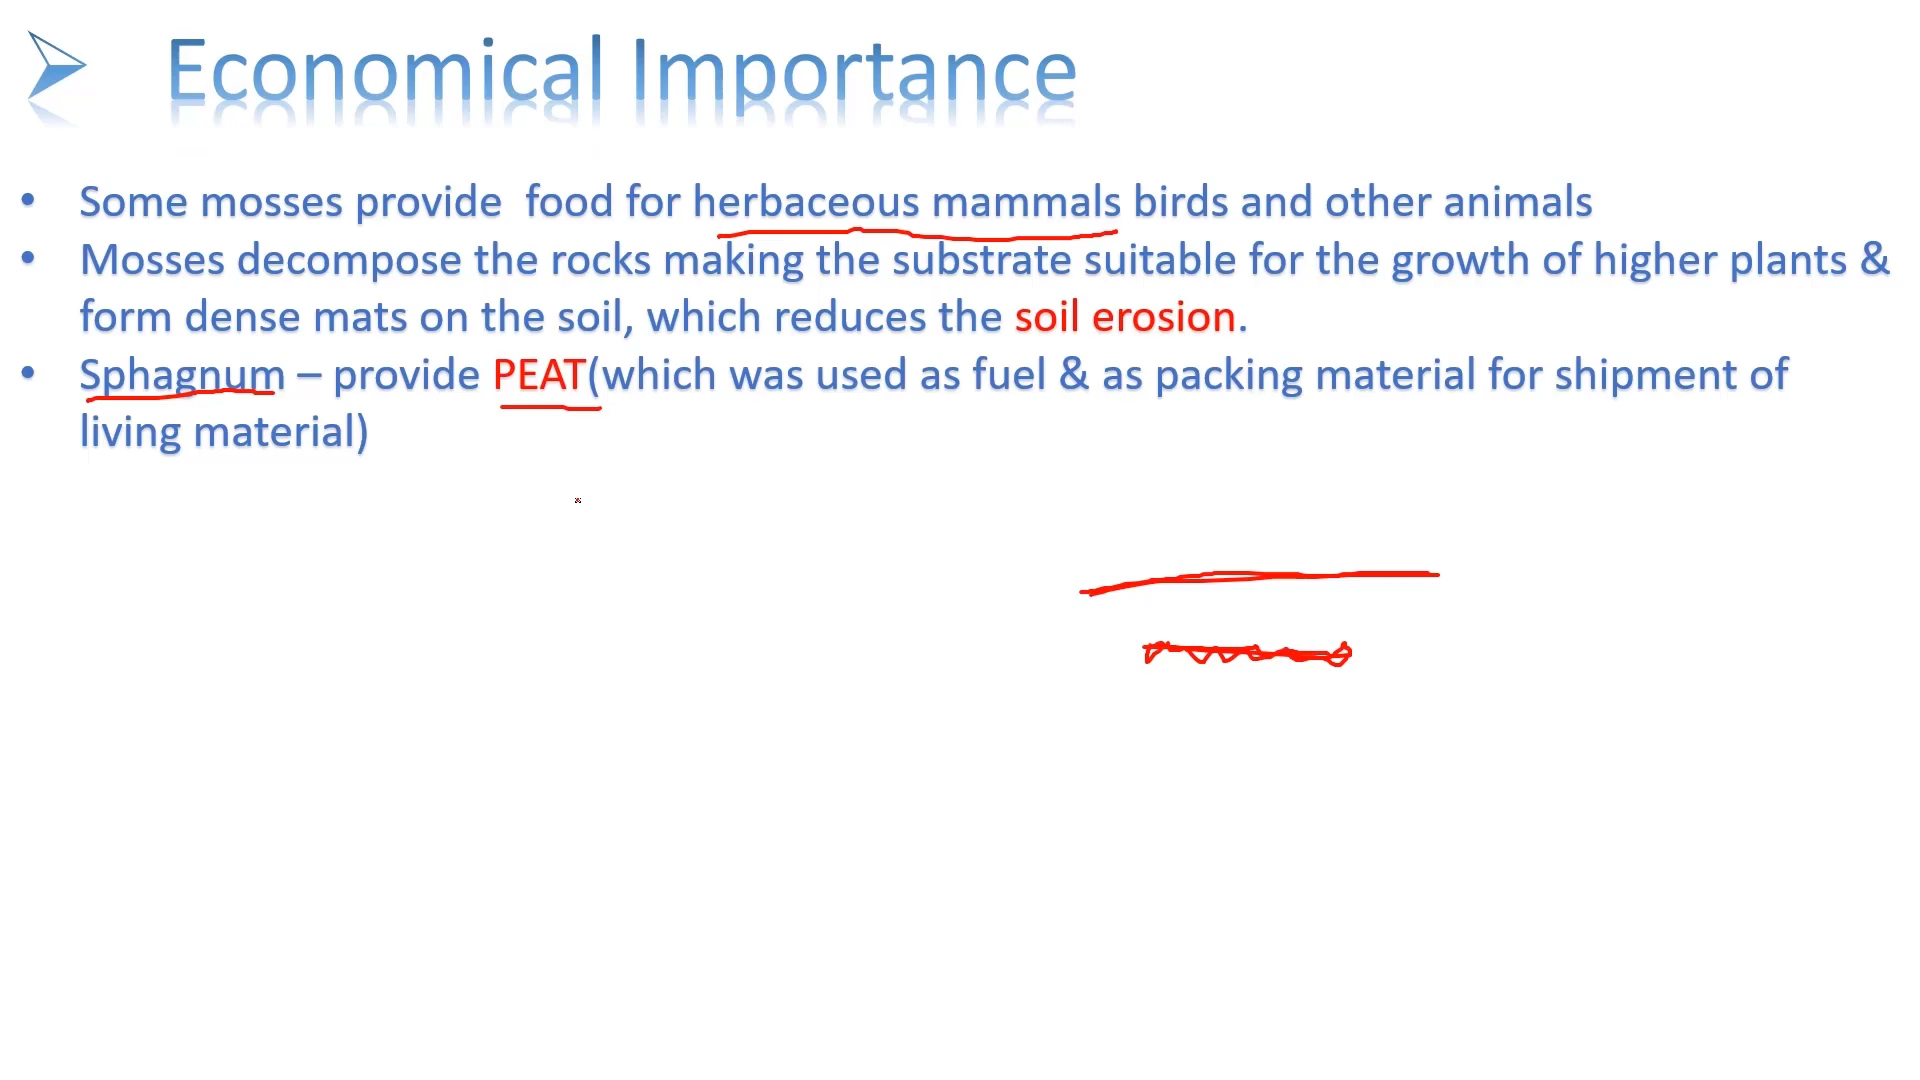 Economical Importance
• Some mosses provide  food for herbaceous mammals birds and other animals
• Mosses decompose the rocks making the substrate suitable for the growth of higher plants &
form dense mats on the soil, which reduces the soil erosion.
• Sphagnum – provide PEAT(which was used as fuel & as packing material for shipment of
living material)